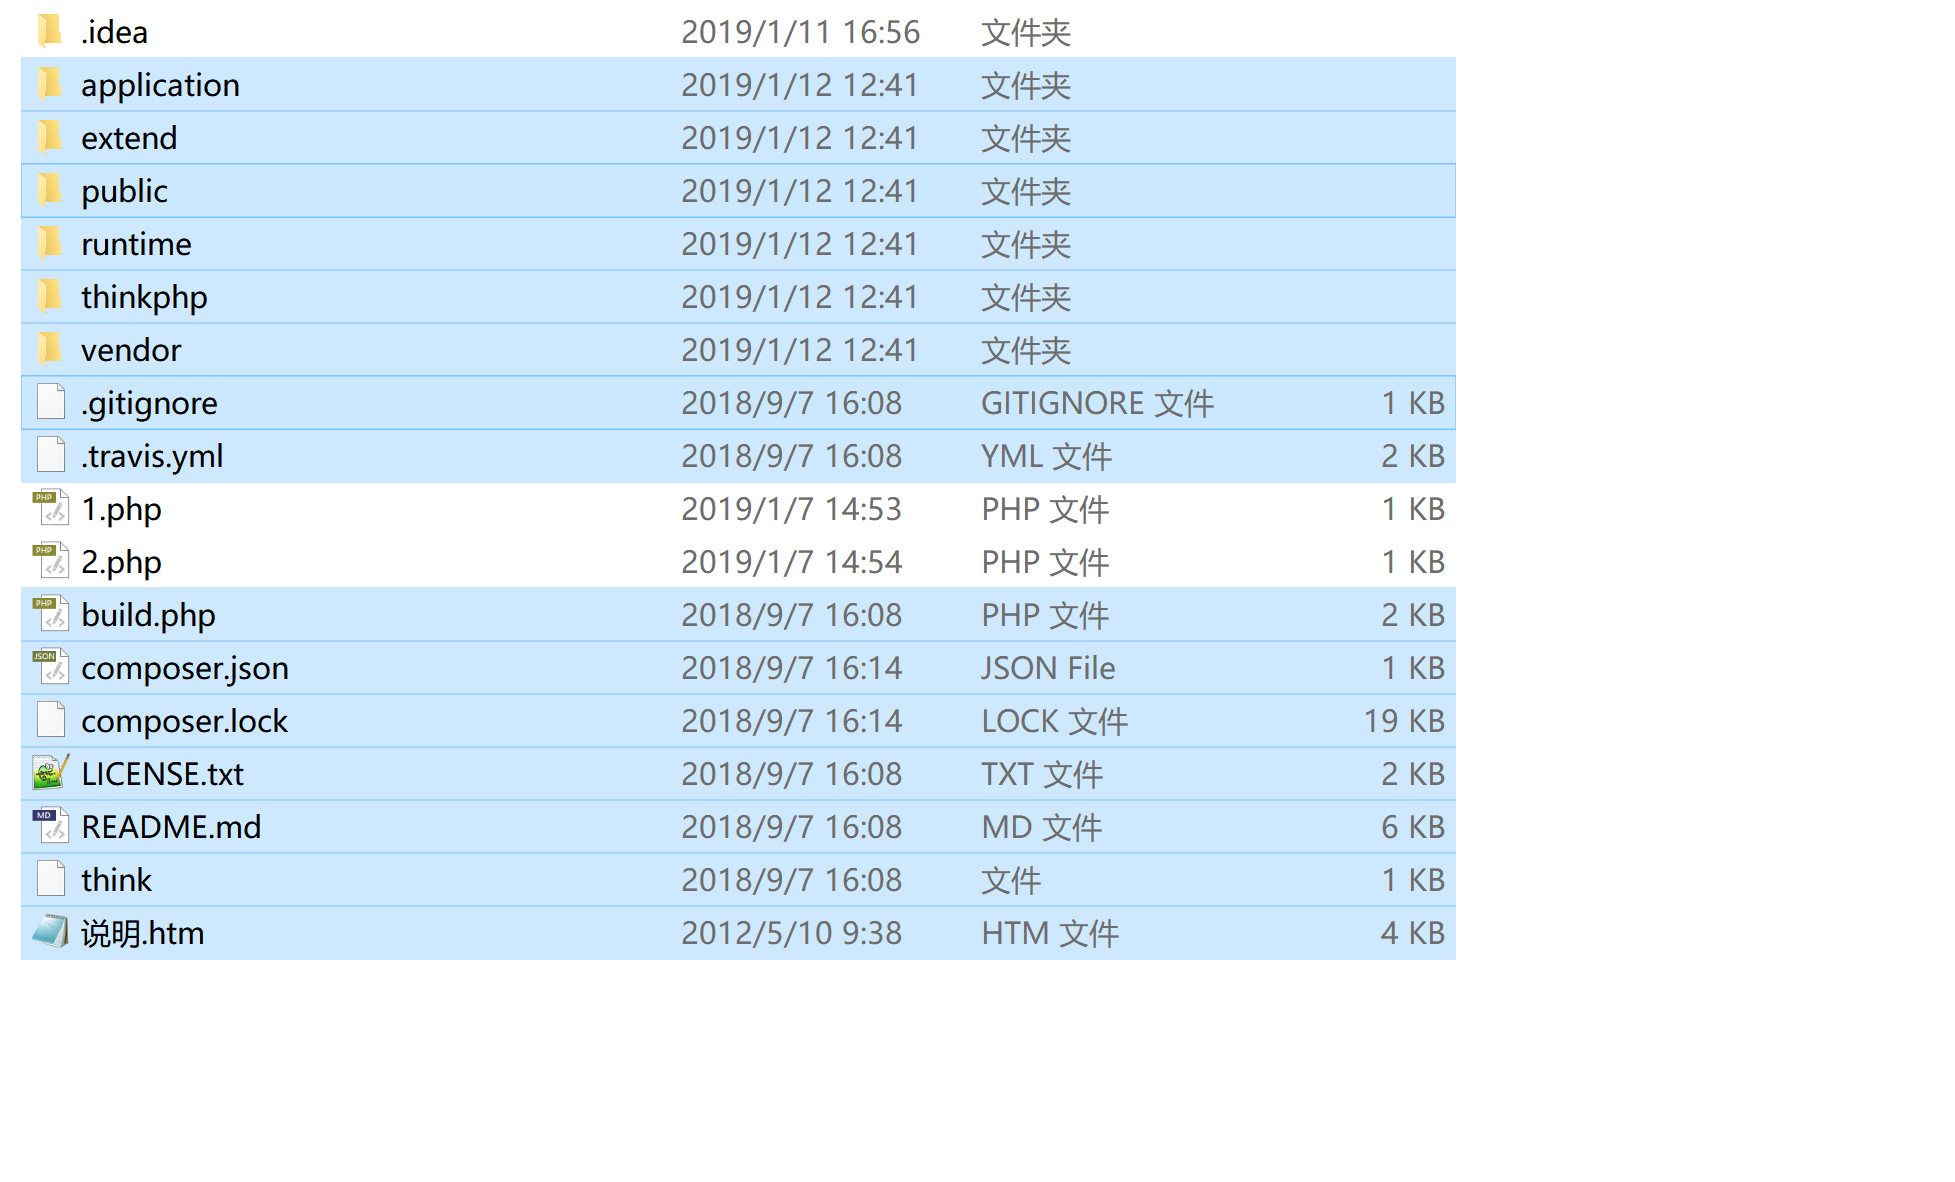 .idea 2019/1/11 16:56 文件夹
application 2019/1/12 12:41 文件夹
extend 2019/1/12 12:41 文件夹
public 2019/1/12 12:41 文件夹
runtime 2019/1/12 12:41 文件夹
thinkphp 2019/1/12 12:41 文件夹
vendor 2019/1/12 12:41 文件夹
.gitignore 2018/9/7 16:08 GITIGNORE 文件 1 KB
.travis.yml 2018/9/7 16:08 YML 文件 2 KB
PHP 1.php 2019/1/7 14:53 PHP 文件 1 KB
PHP 2.php 2019/1/7 14:54 PHP 文件 1 KB
PHP build.php 2018/9/7 16:08 PHP 文件 2 KB
JSON composer.json 2018/9/7 16:14 JSON File 1 KB
composer.lock 2018/9/7 16:14 LOCK 文件 19 KB
LICENSE.txt 2018/9/7 16:08 TXT 文件 2 KB
MD README.md 2018/9/7 16:08 MD 文件 6 KB
think 2018/9/7 16:08 文件 1 KB
说明.htm 2012/5/10 9:38 HTM 文件 4 KB